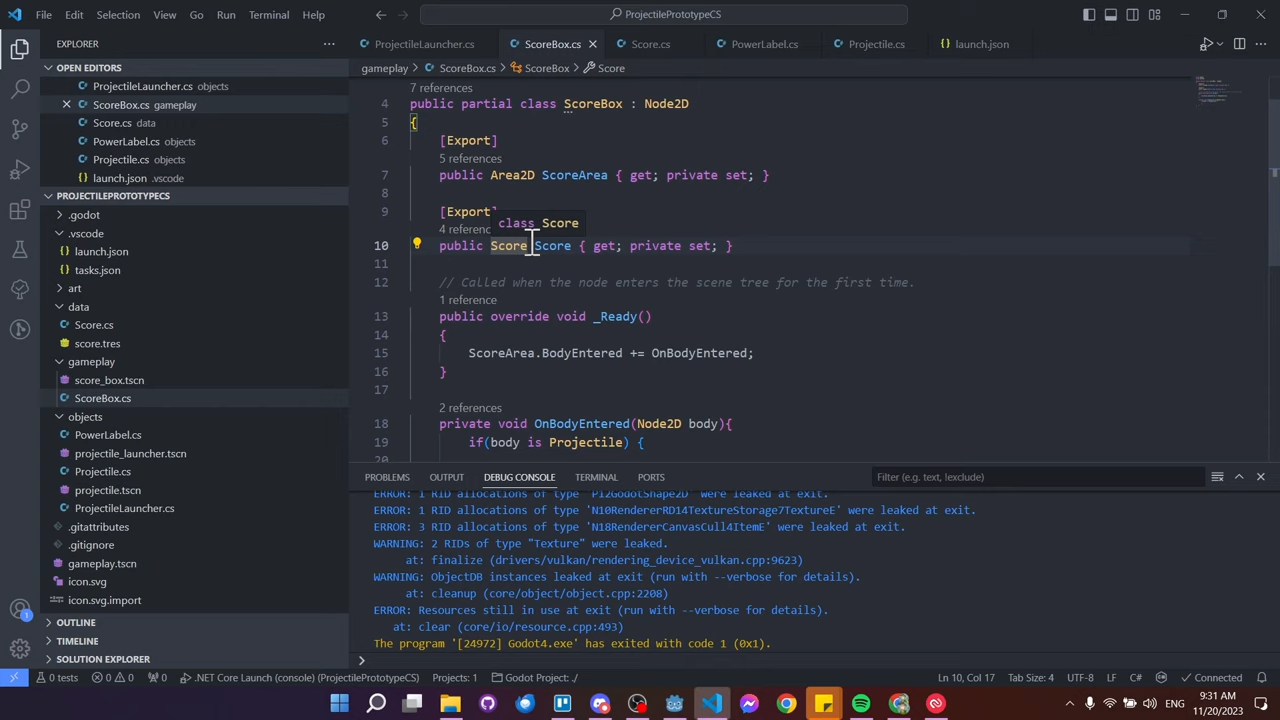 File Edit Selection View Go Run Terminal Help
ProjectilePrototypeCS
EXPLORER
ProjectileLauncher.cs ScoreBox.cs Score.cs PowerLabel.cs Projectile.cs launch.json
OPEN EDITORS
ProjectileLauncher.cs objects
ScoreBox.cs gameplay
Score.cs data
PowerLabel.cs objects
Projectile.cs objects
launch.json .vscode
PROJECTILEPROTOTYPECS
.godot
.vscode
launch.json
tasks.json
art
data
Score.cs
score.tres
gameplay
score_box.tscn
ScoreBox.cs
objects
PowerLabel.cs
projectile_launcher.tscn
Projectile.cs
projectile.tscn
ProjectileLauncher.cs
.gitattributes
.gitignore
gameplay.tscn
icon.svg
icon.svg.import
OUTLINE
TIMELINE
SOLUTION EXPLORER
gameplay > ScoreBox.cs > ScoreBox > Score
7 references
4 public partial class ScoreBox : Node2D
5 {
6 [Export]
5 references
7 public Area2D ScoreArea { get; private set; }
8
9 [Export]
class Score
4 referenc
10 public Score Score { get; private set; }
11
12 // Called when the node enters the scene tree for the first time.
1 reference
13 public override void _Ready()
14 {
15 ScoreArea.BodyEntered += OnBodyEntered;
16 }
17
2 references
18 private void OnBodyEntered(Node2D body){
19 if(body is Projectile) {
20
PROBLEMS OUTPUT DEBUG CONSOLE TERMINAL PORTS
Filter (e.g. text, !exclude)
ERROR: 1 RID allocations of type 'P12GodotShape2D' were leaked at exit.
ERROR: 1 RID allocations of type 'N10RendererRD14TextureStorage7TextureE' were leaked at exit.
ERROR: 3 RID allocations of type 'N18RendererCanvasCull4ItemE' were leaked at exit.
WARNING: 2 RIDs of type "Texture" were leaked.
at: finalize (drivers/vulkan/rendering_device_vulkan.cpp:9623)
WARNING: ObjectDB instances leaked at exit (run with --verbose for details).
at: cleanup (core/object/object.cpp:2208)
ERROR: Resources still in use at exit (run with --verbose for details).
at: clear (core/io/resource.cpp:493)
The program '[24972] Godot4.exe' has exited with code 1 (0x1).
1
0 tests 0 0 0 .NET Core Launch (console) (ProjectilePrototypeCS) Projects: 1 Godot Project: ./ Ln 10, Col 17 Tab Size: 4 UTF-8 LF C# Connected
9:31 AM
11/20/2023